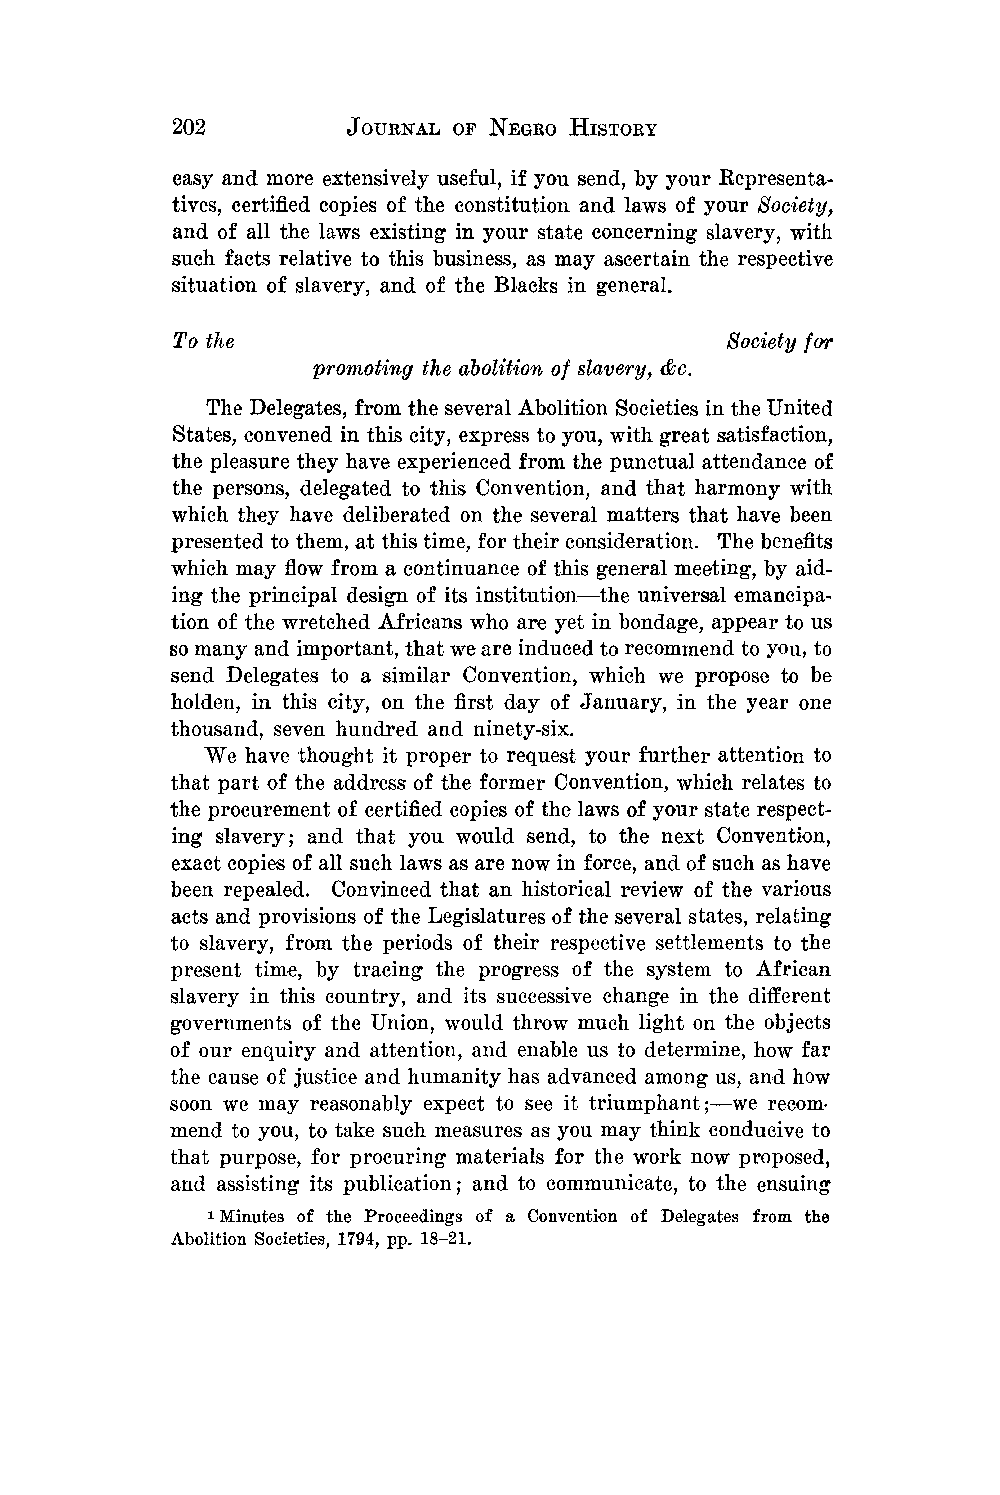 202 JOURNAL OF NEGRO HISTORY
easy and more extensively useful, if you send, by your Representa-
tives, certified copies of the constitution and laws of your Society,
and of all the laws existing in your state concerning slavery, with
such facts relative to this business, as may ascertain the respective
situation of slavery, and of the Blacks in general.
To the Society for
promoting the abolition of slavery, &c.
The Delegates, from the several Abolition Societies in the United
States, convened in this city, express to you, with great satisfaction,
the pleasure they have experienced from the punctual attendance of
the persons, delegated to this Convention, and that harmony with
which they have deliberated on the several matters that have been
presented to them, at this time, for their consideration. The benefits
which may flow from a continuance of this general meeting, by aid-
ing the principal design of its institution—the universal emancipa-
tion of the wretched Africans who are yet in bondage, appear to us
so many and important, that we are induced to recommend to you, to
send Delegates to a similar Convention, which we propose to be
holden, in this city, on the first day of January, in the year one
thousand, seven hundred and ninety-six.
We have thought it proper to request your further attention to
that part of the address of the former Convention, which relates to
the procurement of certified copies of the laws of your state respect-
ing slavery; and that you would send, to the next Convention,
exact copies of all such laws as are now in force, and of such as have
been repealed. Convinced that an historical review of the various
acts and provisions of the Legislatures of the several states, relating
to slavery, from the periods of their respective settlements to the
present time, by tracing the progress of the system to African
slavery in this country, and its successive change in the different
governments of the Union, would throw much light on the objects
of our enquiry and attention, and enable us to determine, how far
the cause of justice and humanity has advanced among us, and how
soon we may reasonably expect to see it triumphant;—we recom-
mend to you, to take such measures as you may think conducive to
that purpose, for procuring materials for the work now proposed,
and assisting its publication; and to communicate, to the ensuing
1 Minutes of the Proceedings of a Convention of Delegates from the
Abolition Societies, 1794, pp. 18–21.